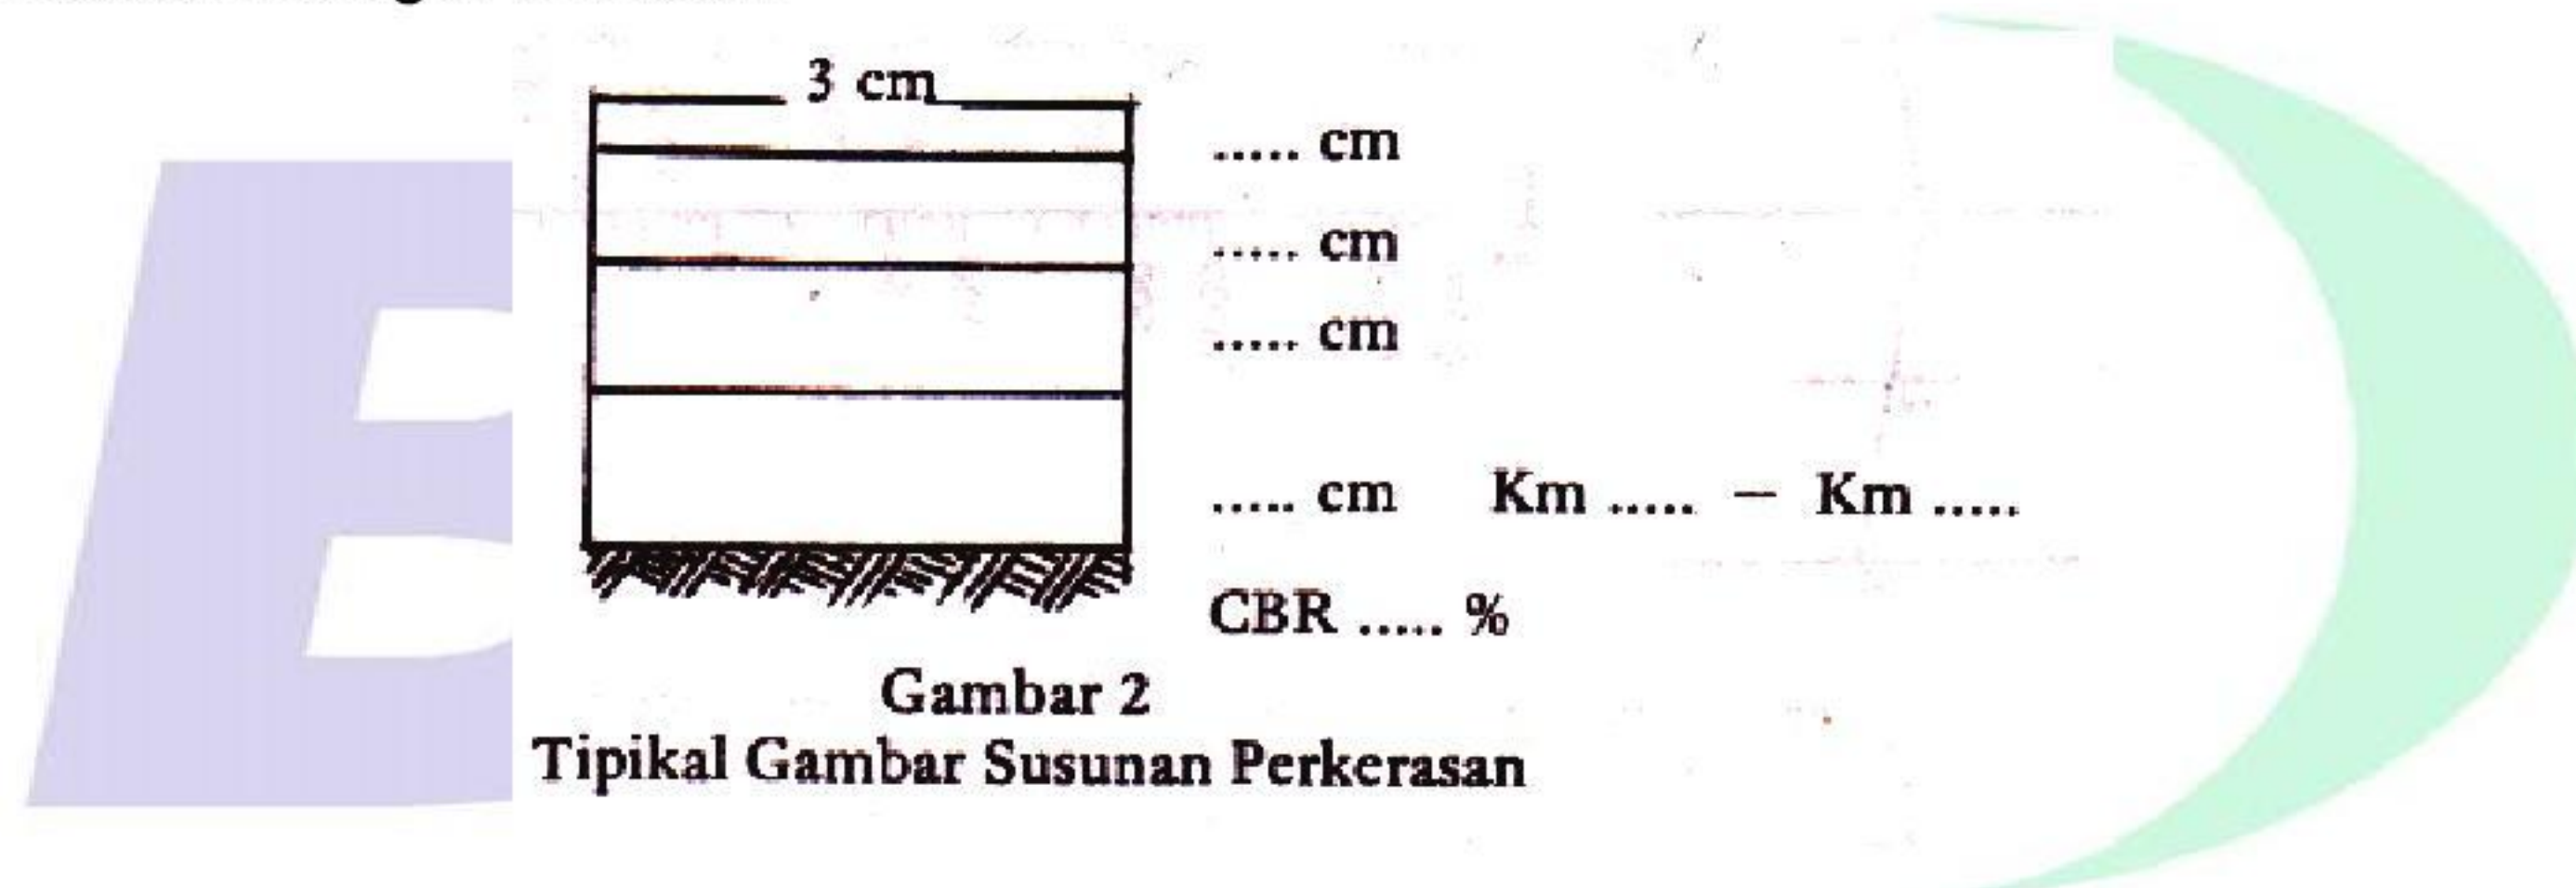 3 cm
..... cm
..... cm
..... cm
..... cm Km ..... – Km .....
CBR ..... %
Gambar 2
Tipikal Gambar Susunan Perkerasan